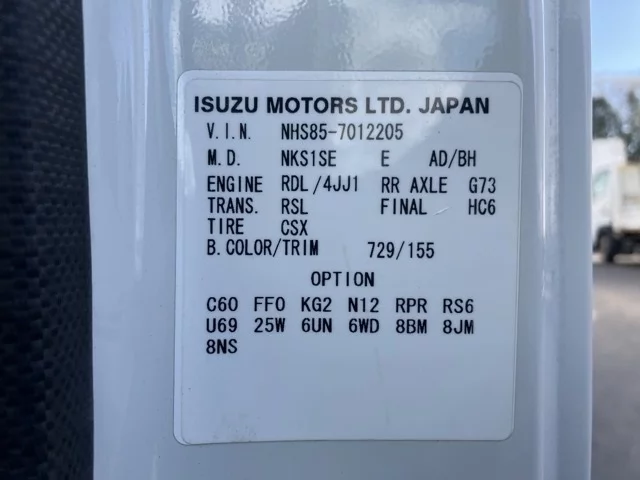 ISUZU MOTORS LTD. JAPAN
V.I.N. NHS85-7012205
M.D. NKS1SE E AD/BH
ENGINE RDL/4JJ1 RR AXLE G73
TRANS. RSL FINAL HC6
TIRE CSX
B.COLOR/TRIM 729/155
OPTION
C60 FF0 KG2 N12 RPR RS6
U69 25W 6UN 6WD 8BM 8JM
8NS